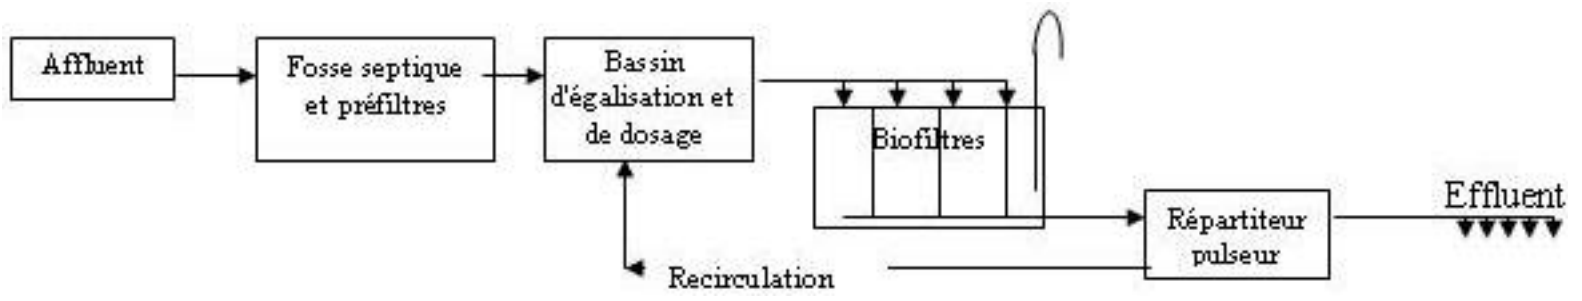 Affluent
Fosse septique
et préfiltres
Bassin
d'égalisation et
de dosage
Biofiltres
Répartiteur
pulseur
Effluent
Recirculation